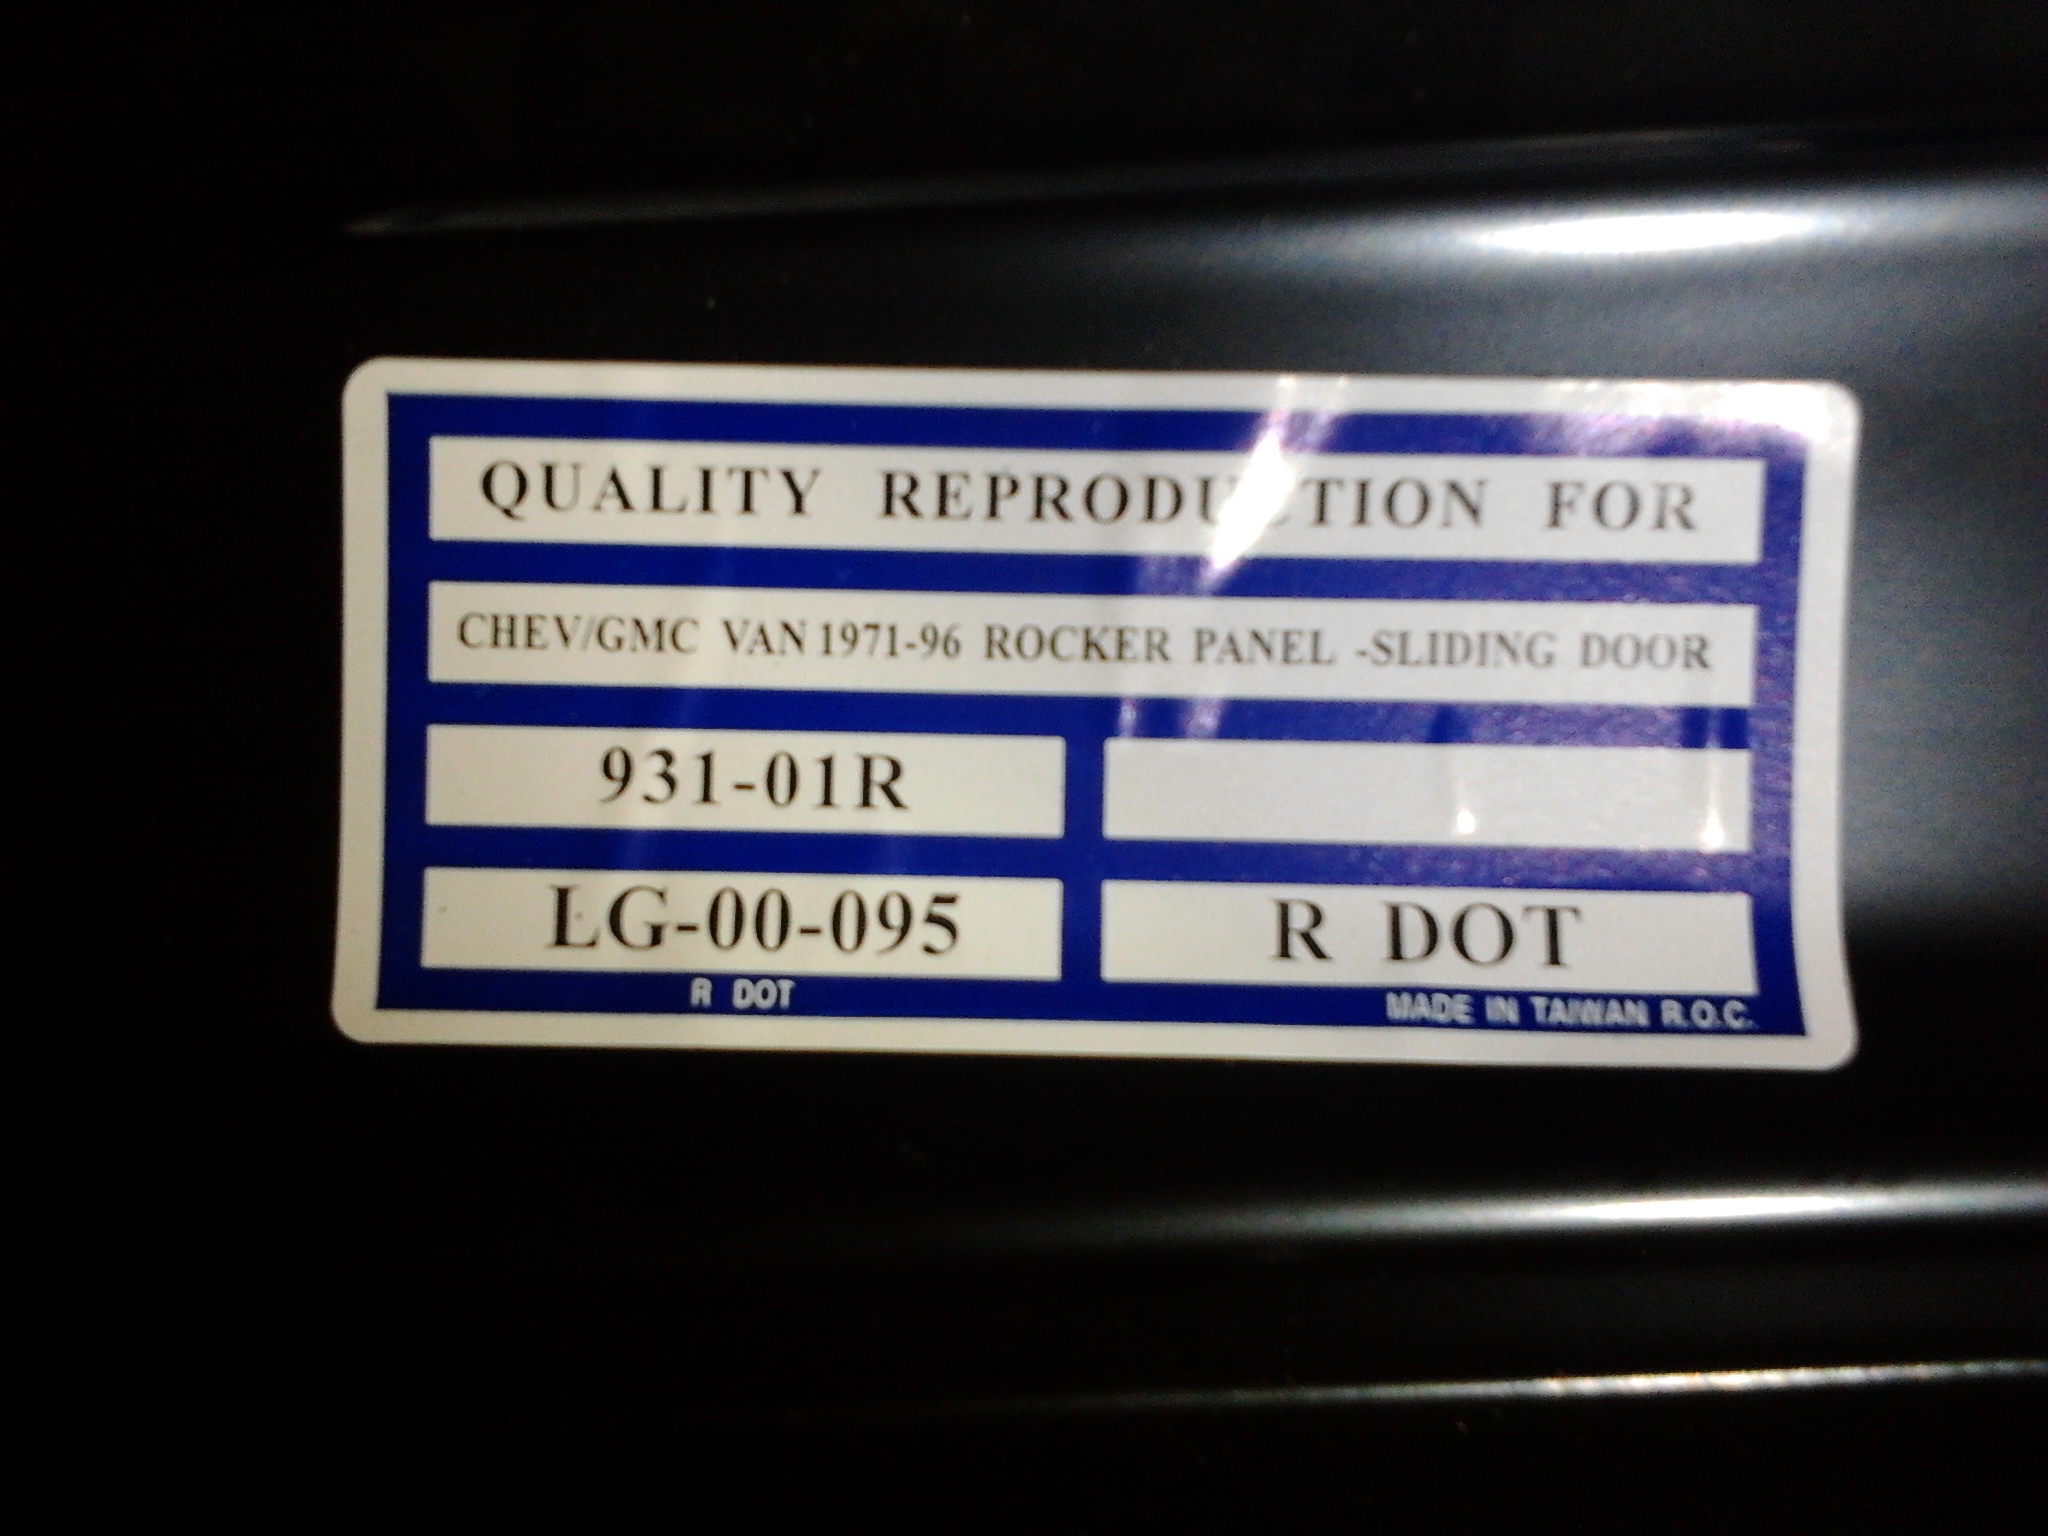 QUALITY REPRODUCTION FOR
CHEV/GMC VAN 1971-96 ROCKER PANEL -SLIDING DOOR
931-01R
LG-00-095
R DOT
R DOT
MADE IN TAIWAN R.O.C.